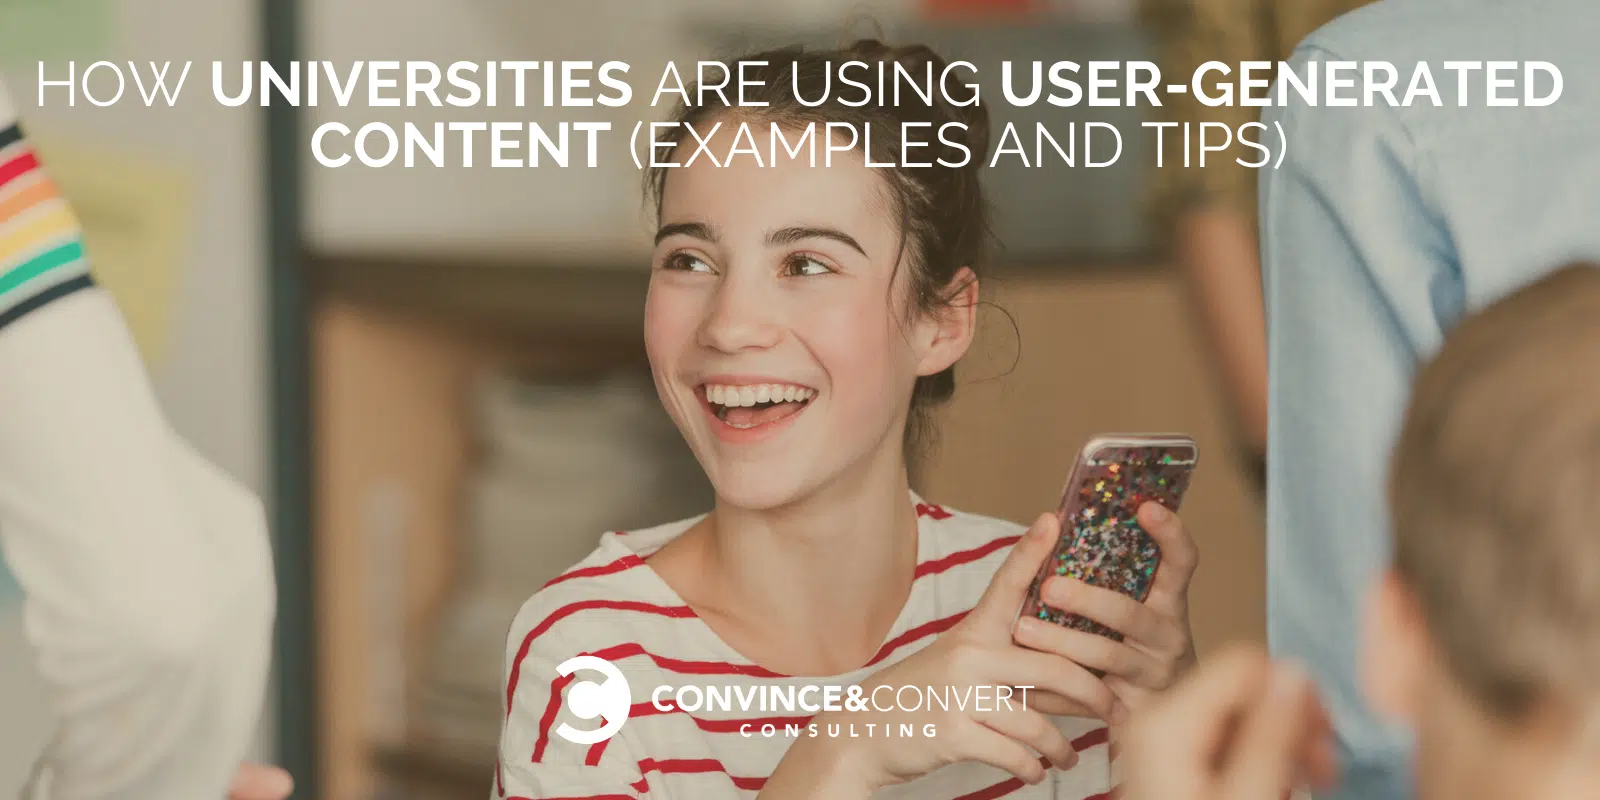 HOW UNIVERSITIES ARE USING USER-GENERATED
CONTENT (EXAMPLES AND TIPS)
CONVINCE&CONVERT
CONSULTING